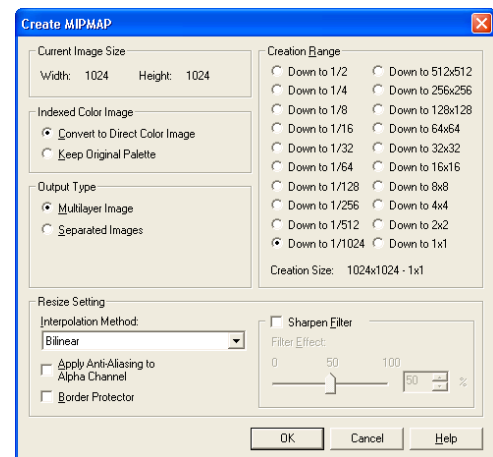 Create MIPMAP
Current Image Size
Width: 1024 Height: 1024
Indexed Color Image
Convert to Direct Color Image
Keep Original Palette
Output Type
Multilayer Image
Separated Images
Creation Range
Down to 1/2 Down to 512x512
Down to 1/4 Down to 256x256
Down to 1/8 Down to 128x128
Down to 1/16 Down to 64x64
Down to 1/32 Down to 32x32
Down to 1/64 Down to 16x16
Down to 1/128 Down to 8x8
Down to 1/256 Down to 4x4
Down to 1/512 Down to 2x2
Down to 1/1024 Down to 1x1
Creation Size: 1024x1024 - 1x1
Resize Setting
Interpolation Method:
Bilinear
Apply Anti-Aliasing to
Alpha Channel
Border Protector
Sharpen Filter
Filter Effect:
0 50 100
50 %
OK Cancel Help